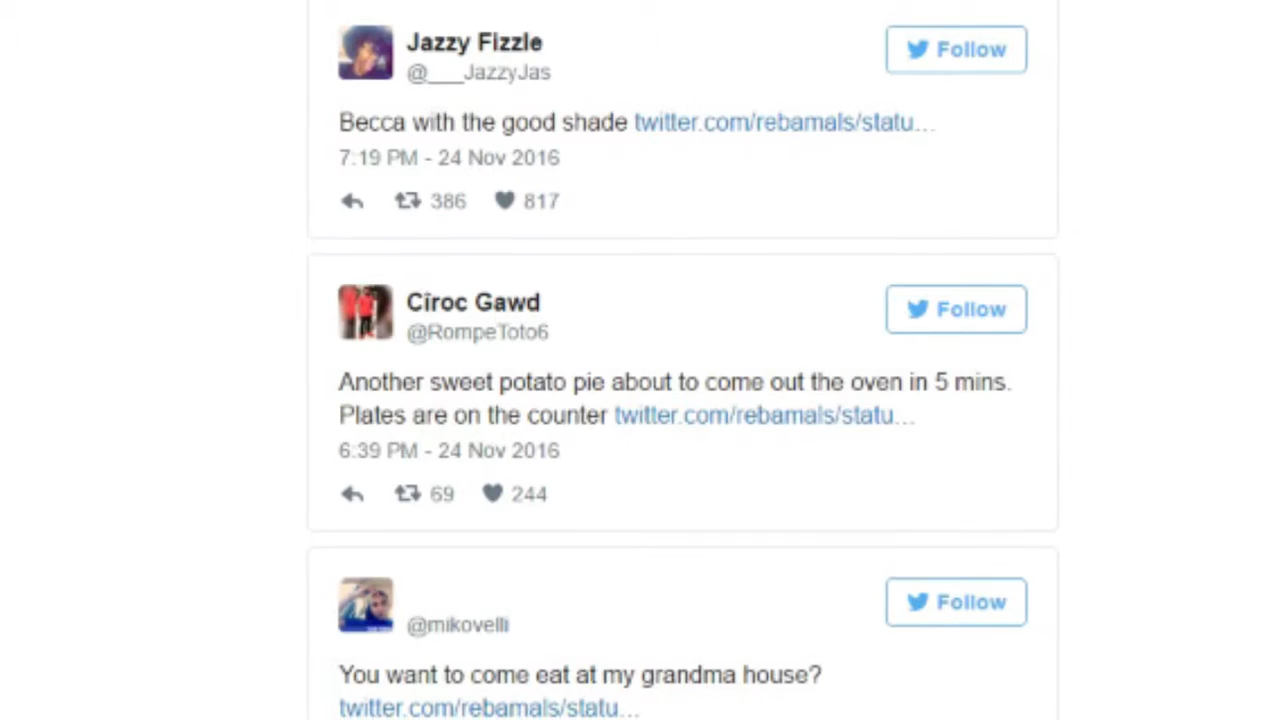 Jazzy Fizzle
Follow
@___JazzyJas
Becca with the good shade twitter.com/rebamals/statu...
7:19 PM - 24 Nov 2016
386 817
Cîroc Gawd
Follow
@RompeToto6
Another sweet potato pie about to come out the oven in 5 mins.
Plates are on the counter twitter.com/rebamals/statu...
6:39 PM - 24 Nov 2016
69 244
Follow
@mikovelli
You want to come eat at my grandma house?
twitter.com/rebamals/statu...